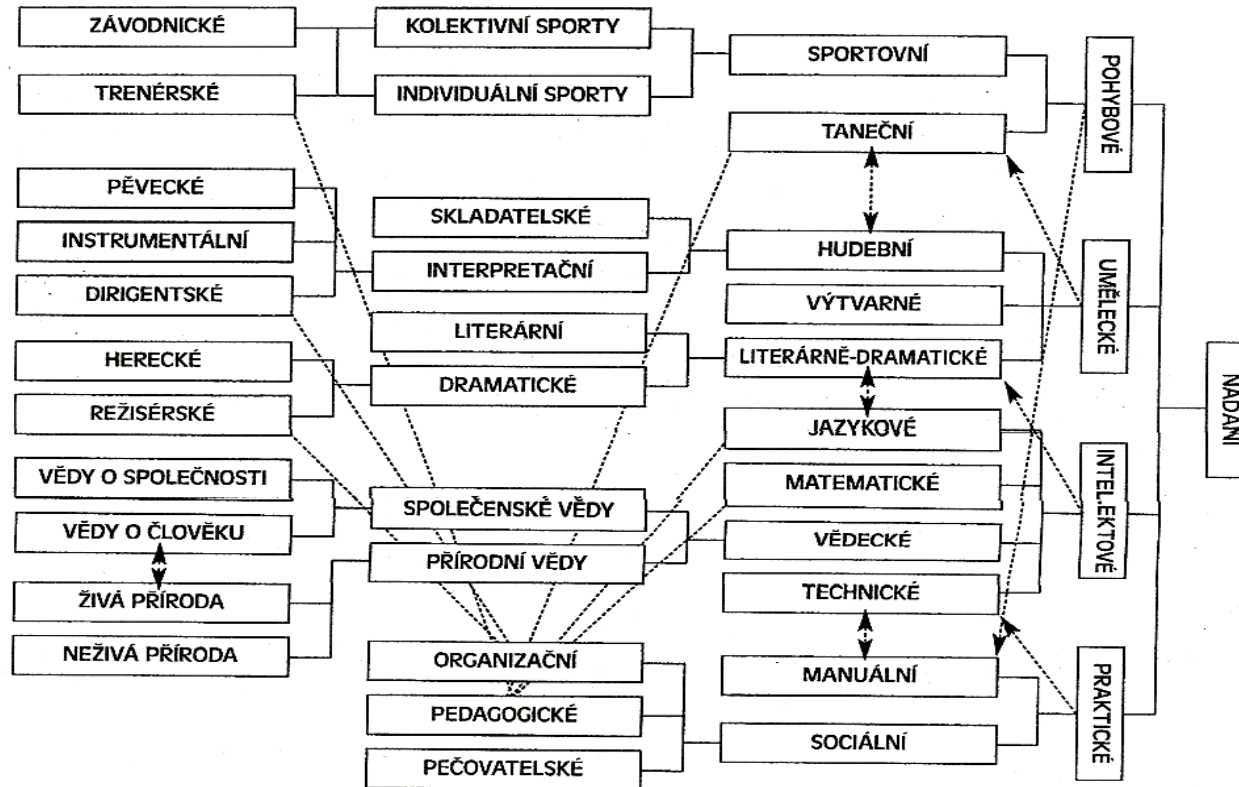 ZÁVODNICKÉ
TRENÉRSKÉ
PĚVECKÉ
INSTRUMENTÁLNÍ
DIRIGENTSKÉ
HERECKÉ
REŽISÉRSKÉ
VĚDY O SPOLEČNOSTI
VĚDY O ČLOVĚKU
ŽIVÁ PŘÍRODA
NEŽIVÁ PŘÍRODA
KOLEKTIVNÍ SPORTY
INDIVIDUÁLNÍ SPORTY
SKLADATELSKÉ
INTERPRETAČNÍ
LITERÁRNÍ
DRAMATICKÉ
SPOLEČENSKÉ VĚDY
PŘÍRODNÍ VĚDY
ORGANIZAČNÍ
PEDAGOGICKÉ
PEČOVATELSKÉ
SPORTOVNÍ
TANEČNÍ
HUDEBNÍ
VÝTVARNÉ
LITERÁRNĚ-DRAMATICKÉ
JAZYKOVÉ
MATEMATICKÉ
VĚDECKÉ
TECHNICKÉ
MANUÁLNÍ
SOCIÁLNÍ
POHYBOVÉ
UMĚLECKÉ
INTELEKTOVÉ
PRAKTICKÉ
NADÁNÍ